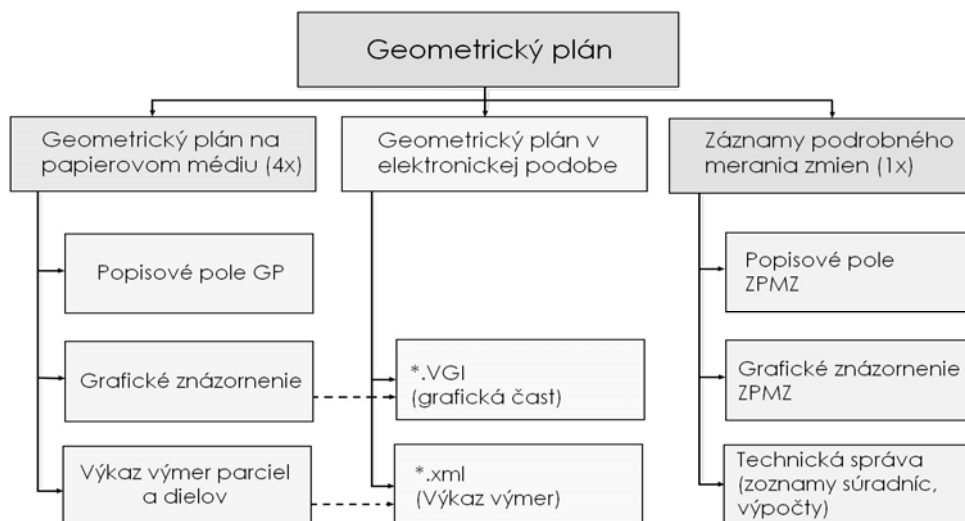 Geometrický plán
Geometrický plán na
papierovom médiu (4x)
Popisové pole GP
Grafické znázornenie
Výkaz výmer parciel
a dielov
Geometrický plán v
elektronickej podobe
*.VGI
(grafická čast)
*.xml
(Výkaz výmer)
Záznamy podrobného
merania zmien (1x)
Popisové pole
ZPMZ
Grafické znázornenie
ZPMZ
Technická správa
(zoznamy súradníc,
výpočty)